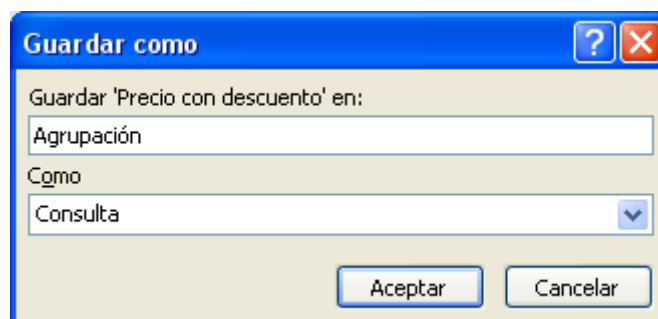 Guardar como
?
Guardar 'Precio con descuento' en:
Agrupación
Como
Consulta
Aceptar
Cancelar